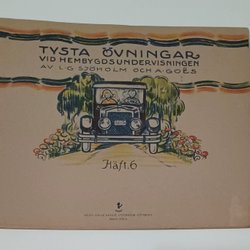 TYSTA ÖVNINGAR
VID HEMBYGDSUNDERVISNINGEN
AV L·G·SJÖHOLM OCH A·GOËS
Häft. 6